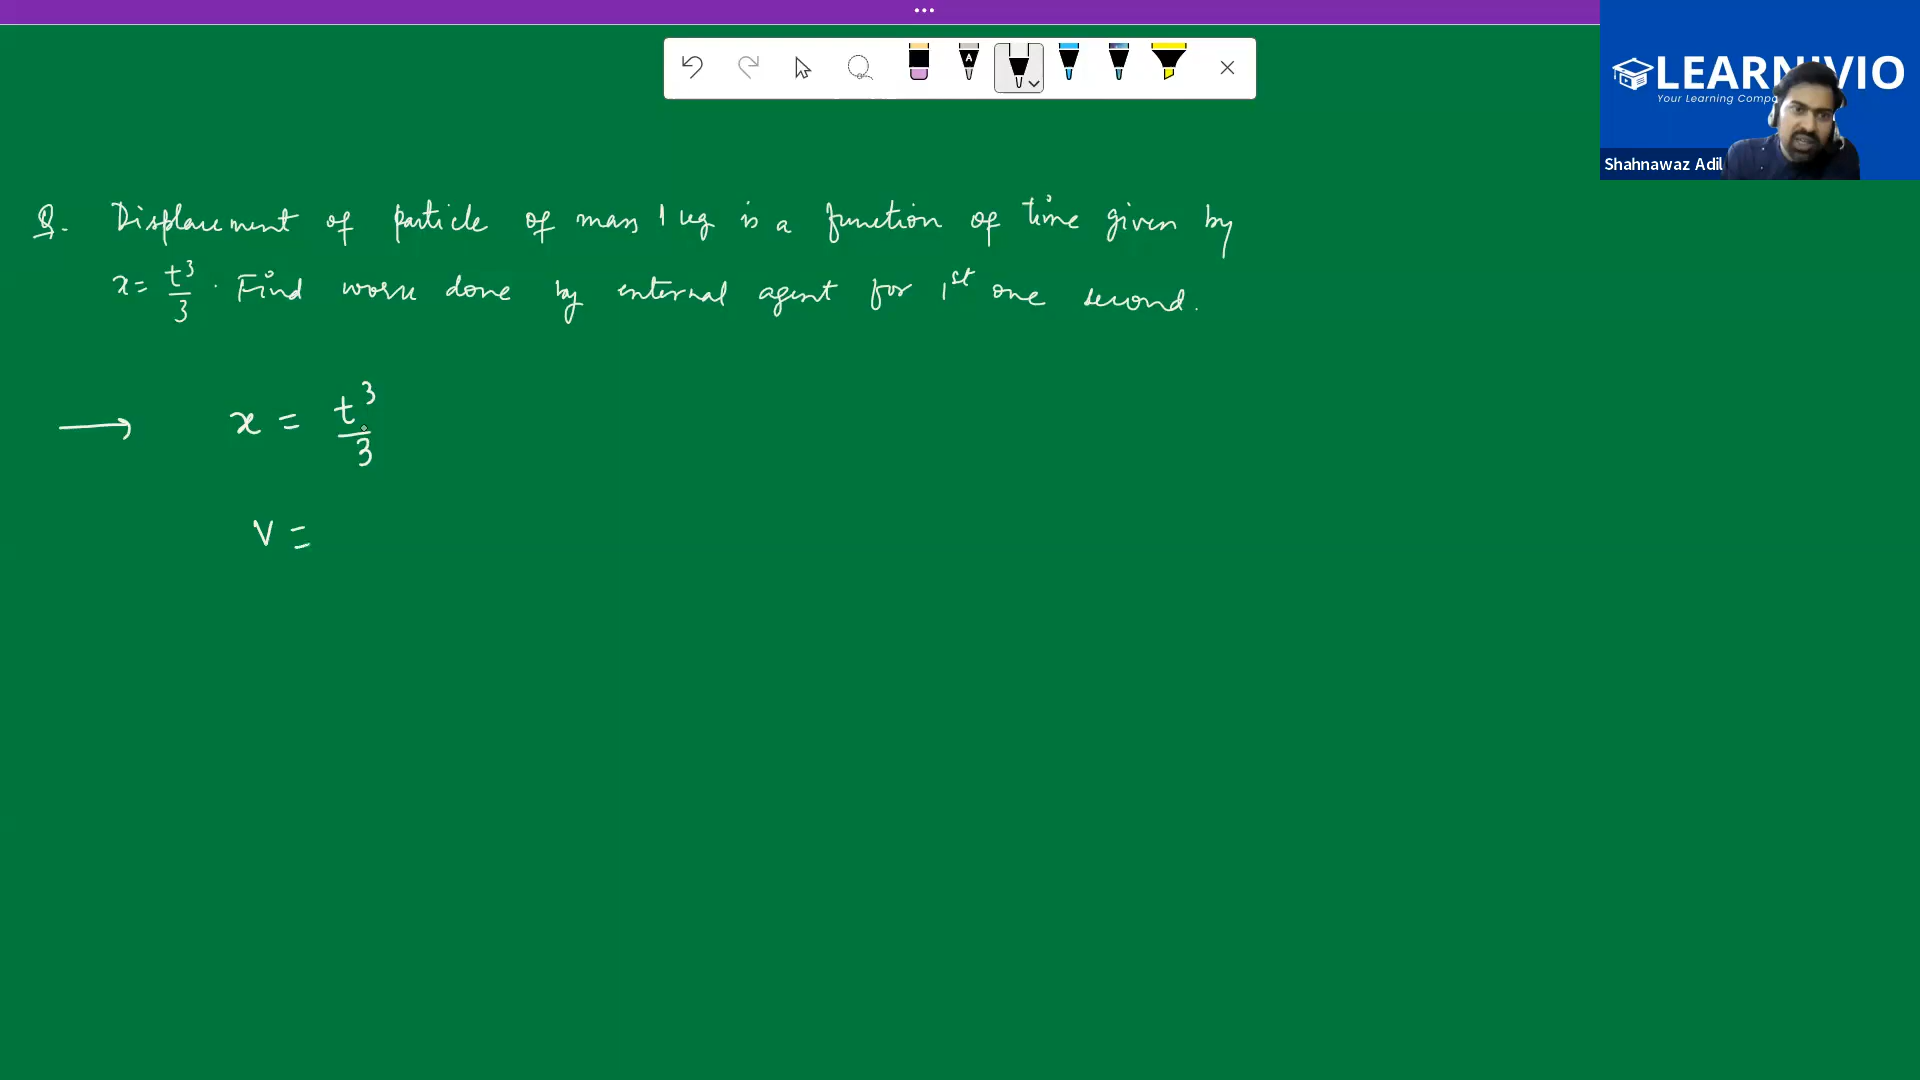 LEARNIVIO
Your Learning Compa
Shahnawaz Adil
Q. Displacement of particle of mass 1 kg is a function of time given by
x = t³/3 . Find work done by external agent for 1st one second.
→ x = t³/3
v =